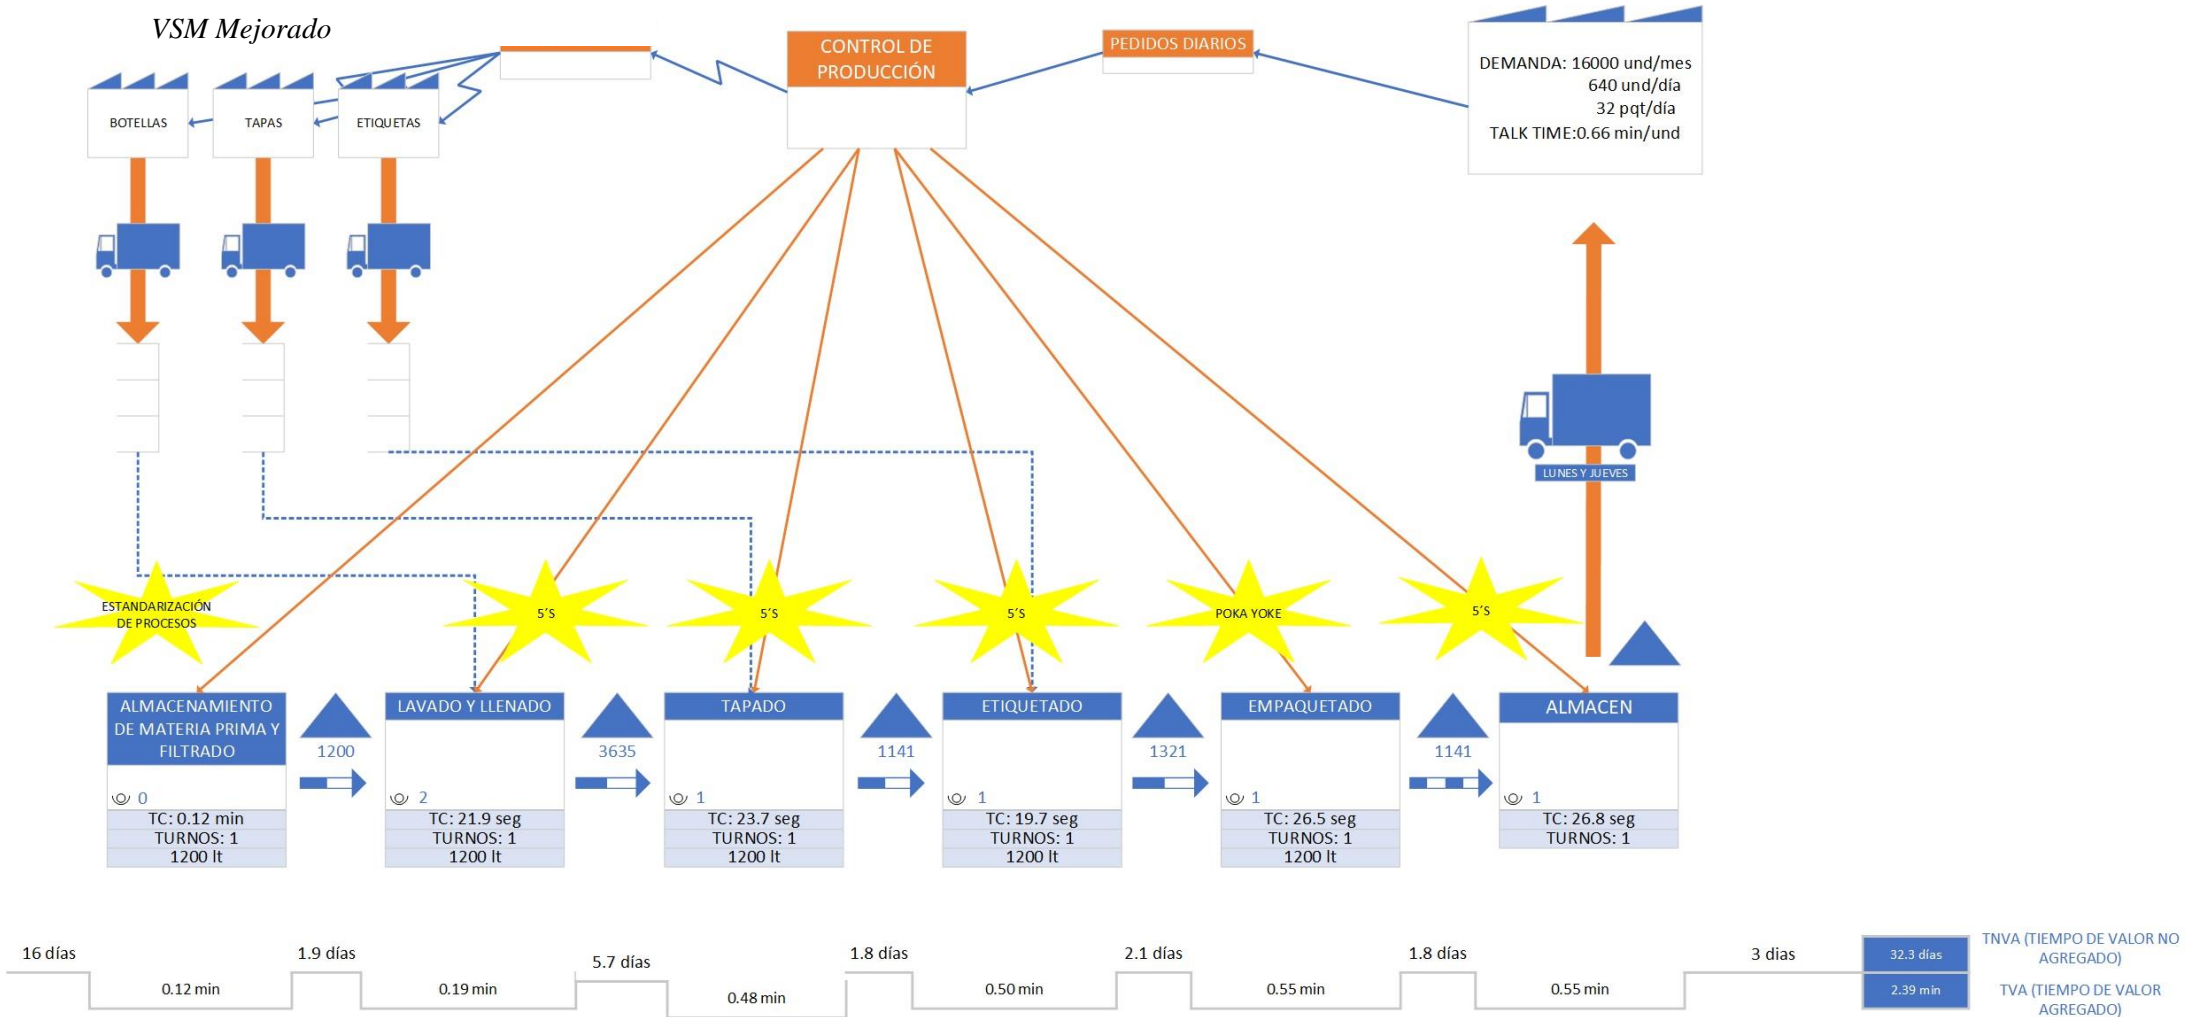 VSM Mejorado
CONTROL DE
PRODUCCIÓN
PEDIDOS DIARIOS
DEMANDA: 16000 und/mes
640 und/día
32 pqt/día
TALK TIME:0.66 min/und
BOTELLAS
TAPAS
ETIQUETAS
LUNES Y JUEVES
ESTANDARIZACIÓN
DE PROCESOS
5´S
5´S
5´S
POKA YOKE
5´S
ALMACENAMIENTO
DE MATERIA PRIMA Y
FILTRADO
0
TC: 0.12 min
TURNOS: 1
1200 lt
1200
LAVADO Y LLENADO
2
TC: 21.9 seg
TURNOS: 1
1200 lt
3635
TAPADO
1
TC: 23.7 seg
TURNOS: 1
1200 lt
1141
ETIQUETADO
1
TC: 19.7 seg
TURNOS: 1
1200 lt
1321
EMPAQUETADO
1
TC: 26.5 seg
TURNOS: 1
1200 lt
1141
ALMACEN
1
TC: 26.8 seg
TURNOS: 1
16 días
0.12 min
1.9 días
0.19 min
5.7 días
0.48 min
1.8 días
0.50 min
2.1 días
0.55 min
1.8 días
0.55 min
3 dias
32.3 días
TNVA (TIEMPO DE VALOR NO
AGREGADO)
2.39 min
TVA (TIEMPO DE VALOR
AGREGADO)